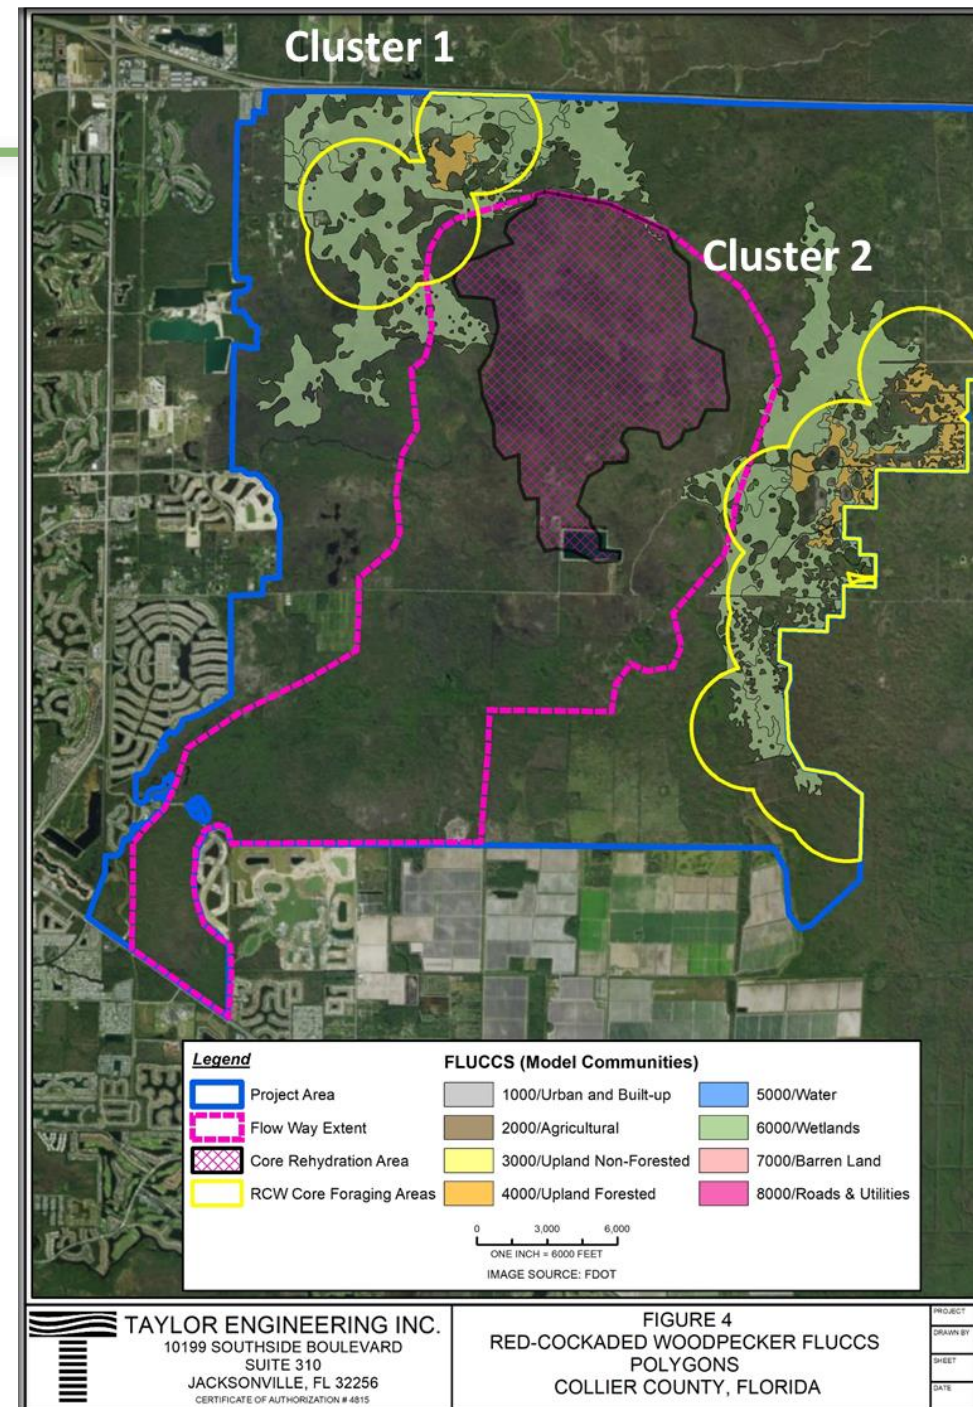 Cluster 1
Cluster 2
Legend
Project Area
Flow Way Extent
Core Rehydration Area
RCW Core Foraging Areas
FLUCCS (Model Communities)
1000/Urban and Built-up
2000/Agricultural
3000/Upland Non-Forested
4000/Upland Forested
5000/Water
6000/Wetlands
7000/Barren Land
8000/Roads & Utilities
0 3,000 6,000
ONE INCH = 6000 FEET
IMAGE SOURCE: FDOT
TAYLOR ENGINEERING INC.
10199 SOUTHSIDE BOULEVARD
SUITE 310
JACKSONVILLE, FL 32256
CERTIFICATE OF AUTHORIZATION # 4815
FIGURE 4
RED-COCKADED WOODPECKER FLUCCS
POLYGONS
COLLIER COUNTY, FLORIDA
PROJECT
DRAWN BY
SHEET
DATE